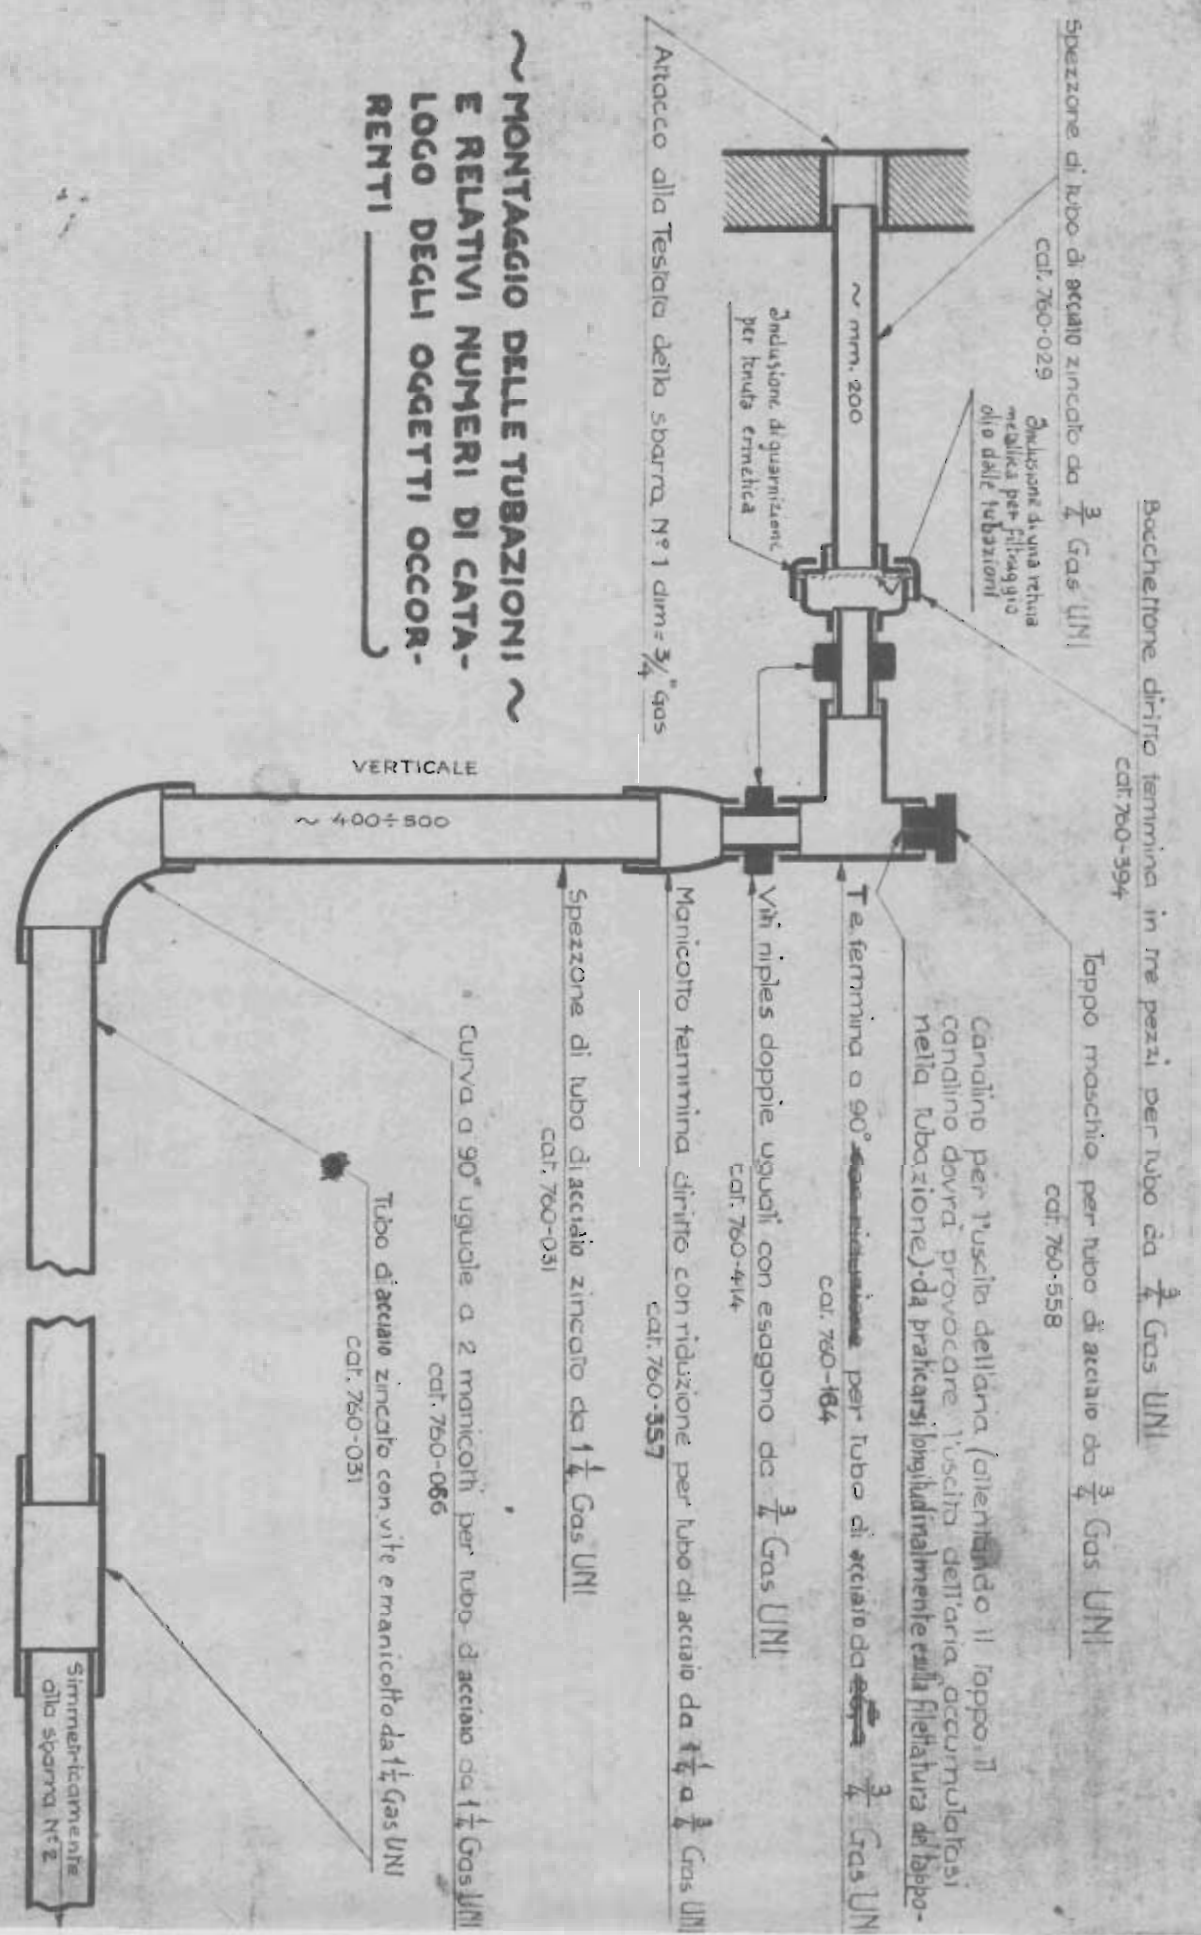 Bocchettone diritto femmina in tre pezzi per tubo da 3/4 Gas UNI
cat. 760-394
Spezzone di tubo di acciaio zincato da 3/4 Gas UNI
cat. 760-029
Inclusione di una retina
metallica per filtraggio
olio dalle tubazioni
Tappo maschio per tubo di acciaio da 3/4 Gas UNI
cat. 760-558
Canalino per l'uscita dell'aria (allentando il tappo, il
canalino dovrà provocare l'uscita dell'aria accumulatasi
nella tubazione)-da praticarsi longitudinalmente sulla filettatura del tappo-
~ mm. 200
Te femmina a 90° per tubo di acciaio da 3/4 Gas UNI
cat. 760-164
Inclusione di guarnizione
per tenuta ermetica
Viti niples doppie uguali con esagono da 3/4 Gas UNI
cat. 760-414
Attacco alla Testata della sbarra N° 1 dim= 3/4" Gas
Manicotto femmina diritto con riduzione per tubo di acciaio da 1 1/4 a 3/4 Gas UNI
cat. 760-357
Spezzone di tubo di acciaio zincato da 1 1/4 Gas UNI
cat. 760-031
~ MONTAGGIO DELLE TUBAZIONI ~
E RELATIVI NUMERI DI CATA-
LOGO DEGLI OGGETTI OCCOR-
RENTI
VERTICALE
~ 400÷500
Curva a 90° uguale a 2 manicotti per tubo d'acciaio da 1 1/4 Gas UNI
cat. 760-086
Tubo di acciaio zincato con vite e manicotto da 1 1/4 Gas UNI
cat. 760-031
Simmetricamente
alla sbarra N° 2